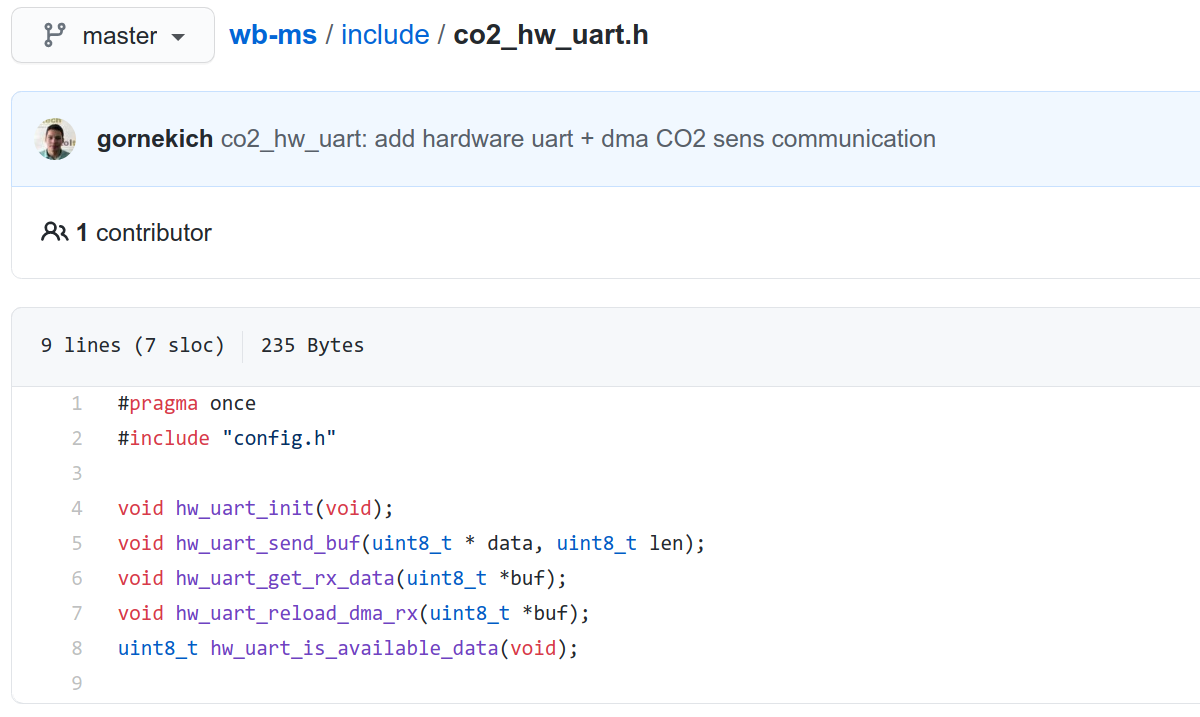 master wb-ms / include / co2_hw_uart.h
gornekich co2_hw_uart: add hardware uart + dma CO2 sens communication
1 contributor
9 lines (7 sloc) 235 Bytes
1 #pragma once
2 #include "config.h"
3
4 void hw_uart_init(void);
5 void hw_uart_send_buf(uint8_t * data, uint8_t len);
6 void hw_uart_get_rx_data(uint8_t *buf);
7 void hw_uart_reload_dma_rx(uint8_t *buf);
8 uint8_t hw_uart_is_available_data(void);
9